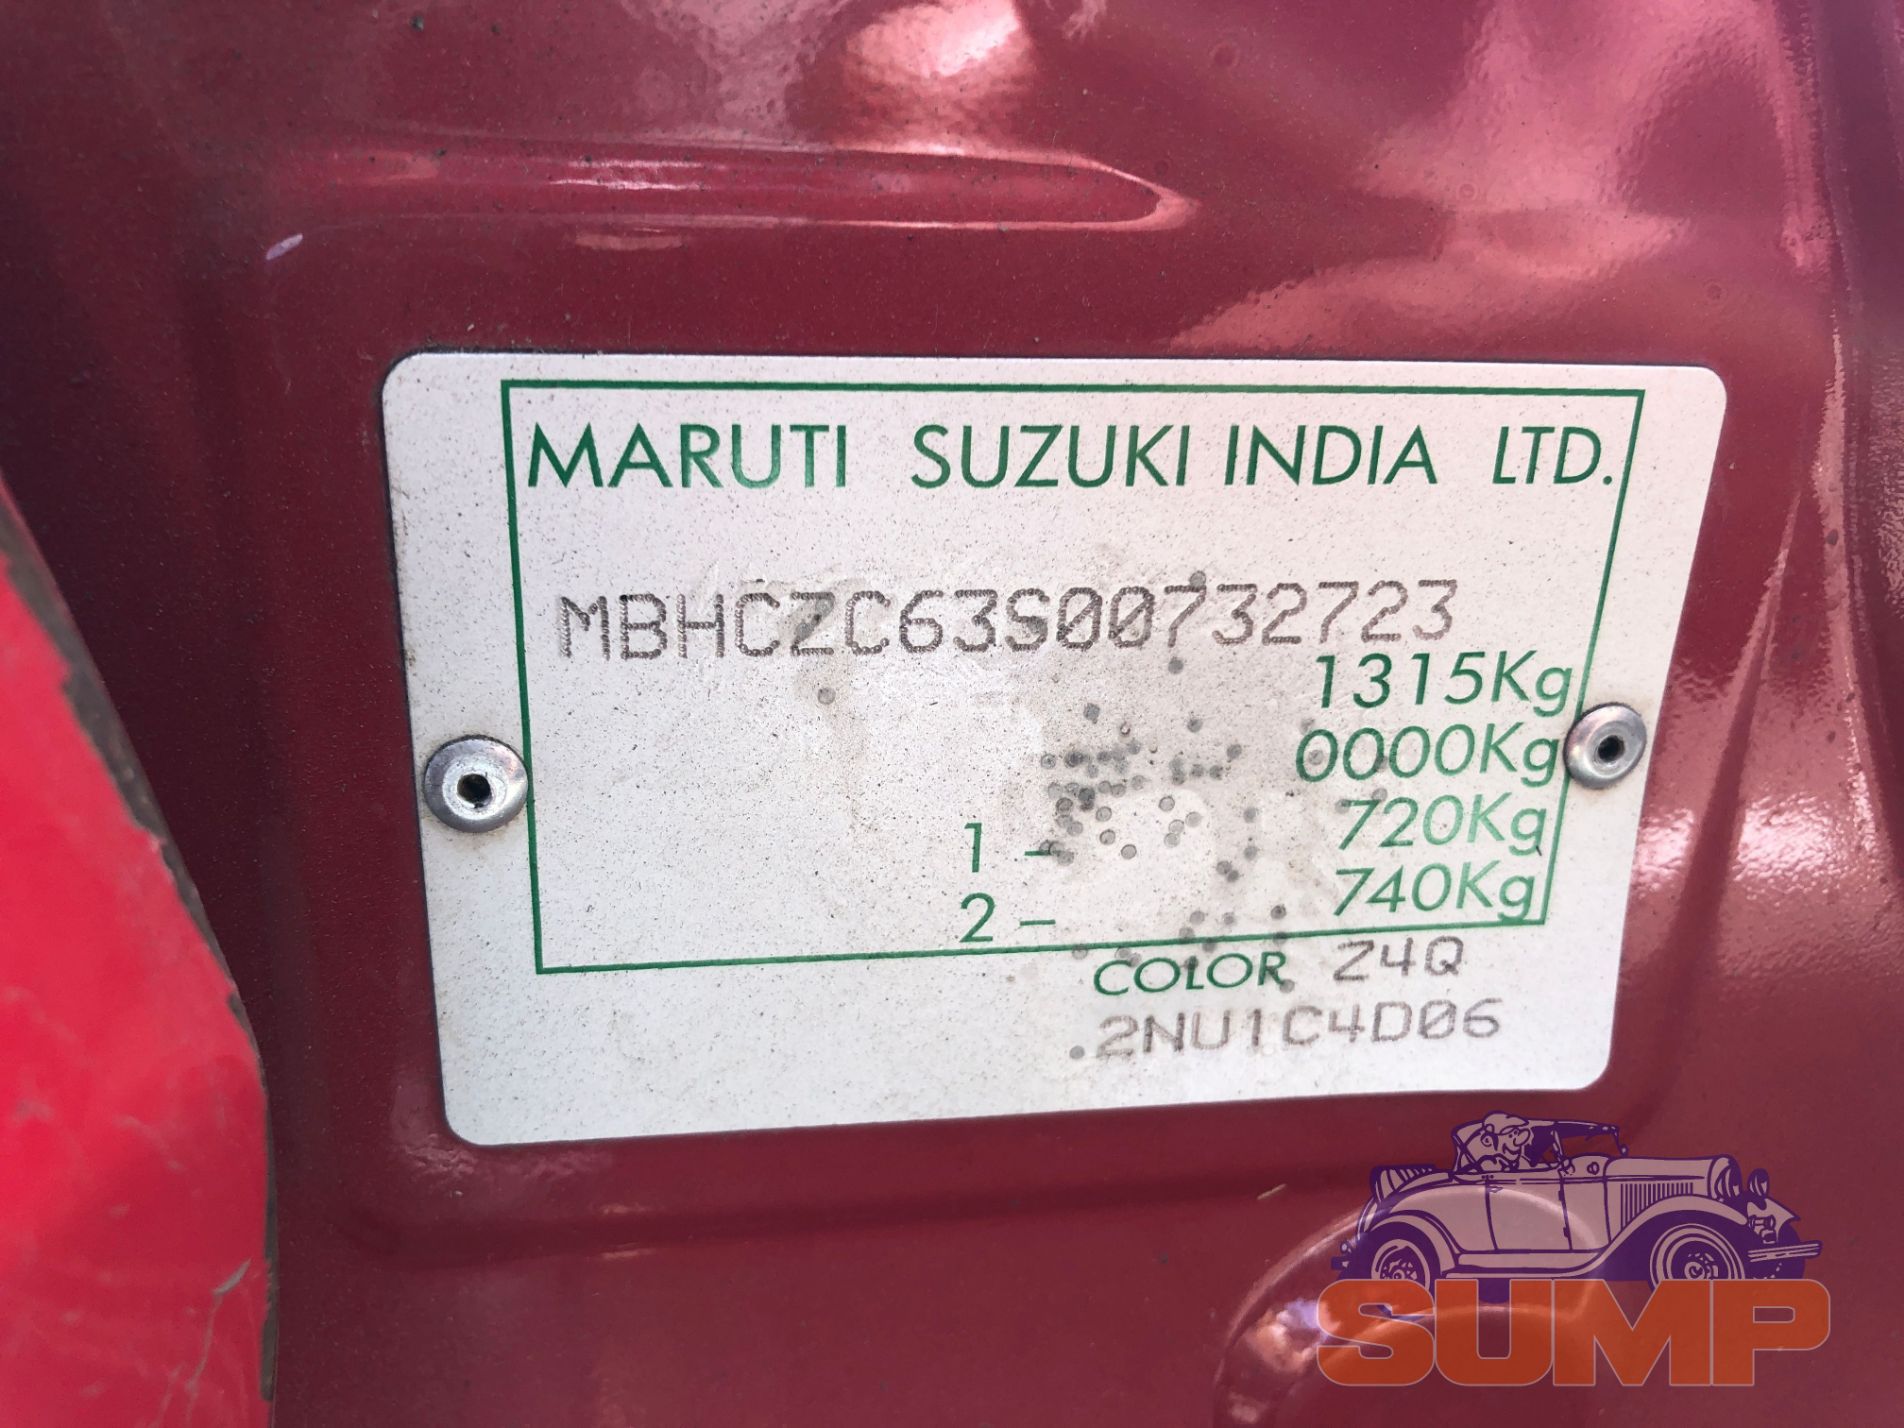 MARUTI SUZUKI INDIA LTD.
MBHCZC63S00732723
1315Kg
0000Kg
1 – 720Kg
2 – 740Kg
COLOR Z4Q
2NU1C4D06
SUMP